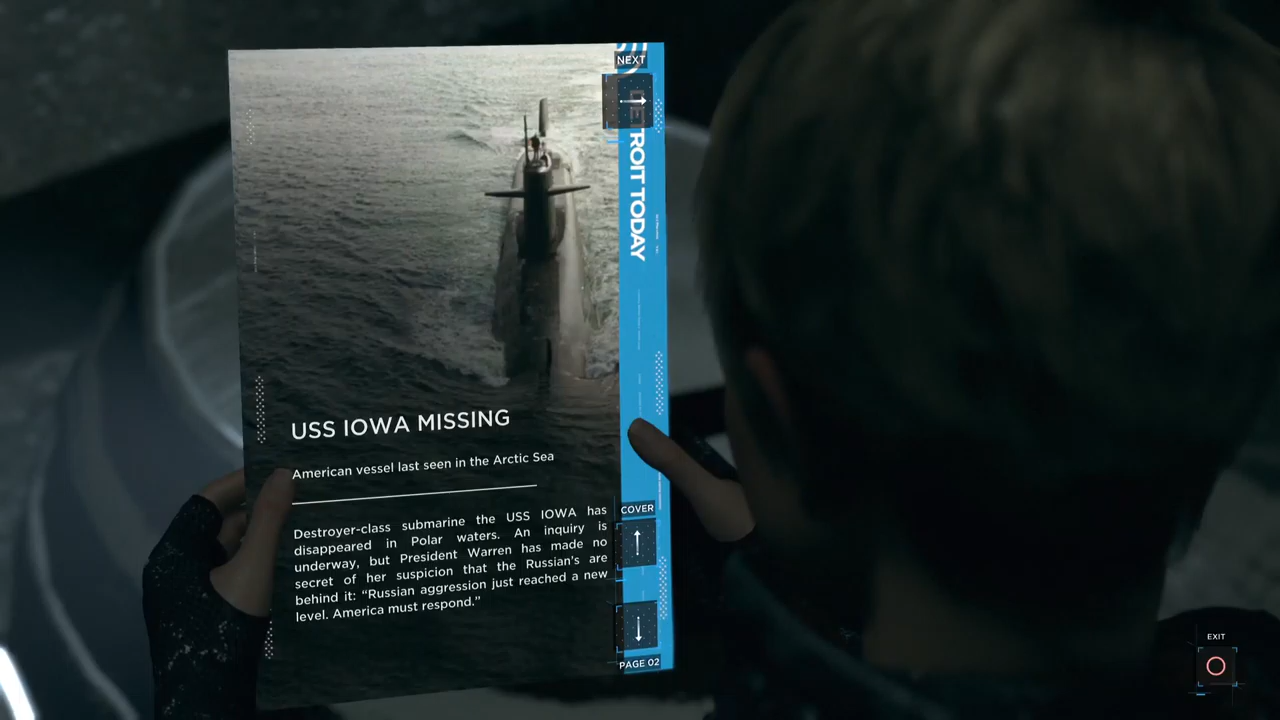 NEXT
DETROIT TODAY
USS IOWA MISSING
American vessel last seen in the Arctic Sea
Destroyer-class submarine the USS IOWA has
disappeared in Polar waters. An inquiry is
underway, but President Warren has made no
secret of her suspicion that the Russian's are
behind it: “Russian aggression just reached a new
level. America must respond.”
COVER
PAGE 02
EXIT